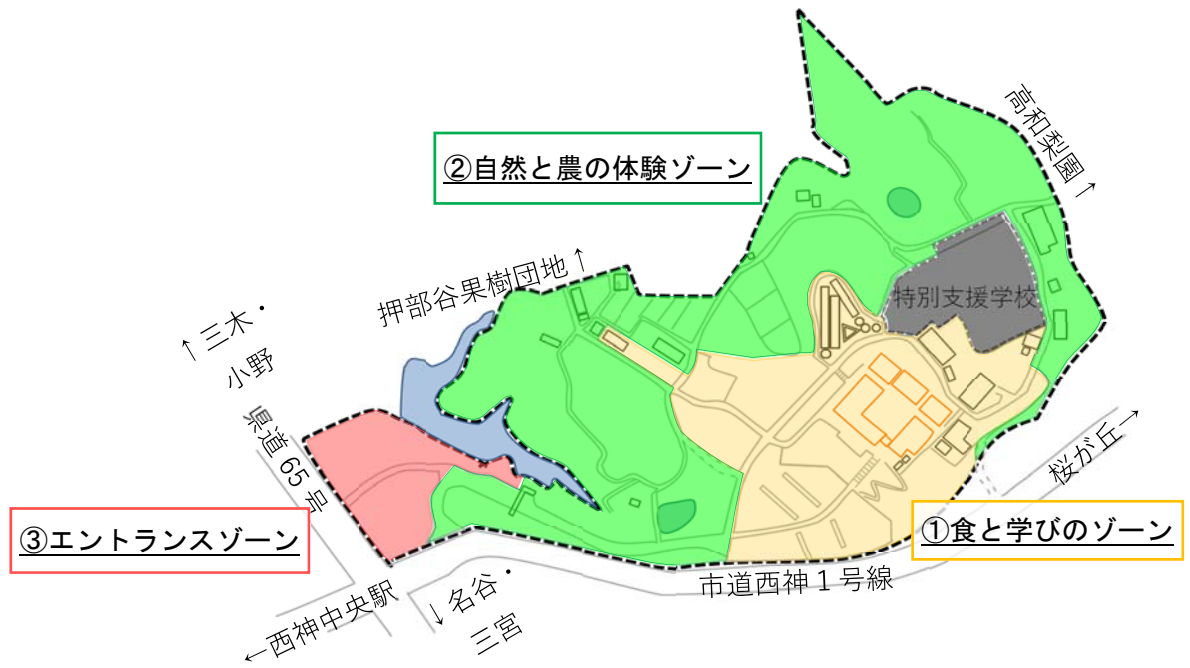 高和梨園→
②自然と農の体験ゾーン
押部谷果樹団地↑
特別支援学校
↑三木・
小野
県道65号
桜が丘→
③エントランスゾーン
①食と学びのゾーン
市道西神1号線
←西神中央駅
↓名谷・
三宮